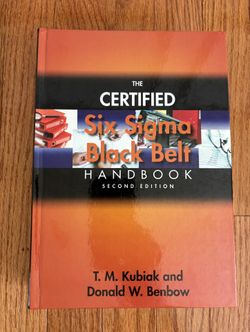 THE
CERTIFIED
Six Sigma
Black Belt
HANDBOOK
SECOND EDITION
T. M. Kubiak and
Donald W. Benbow